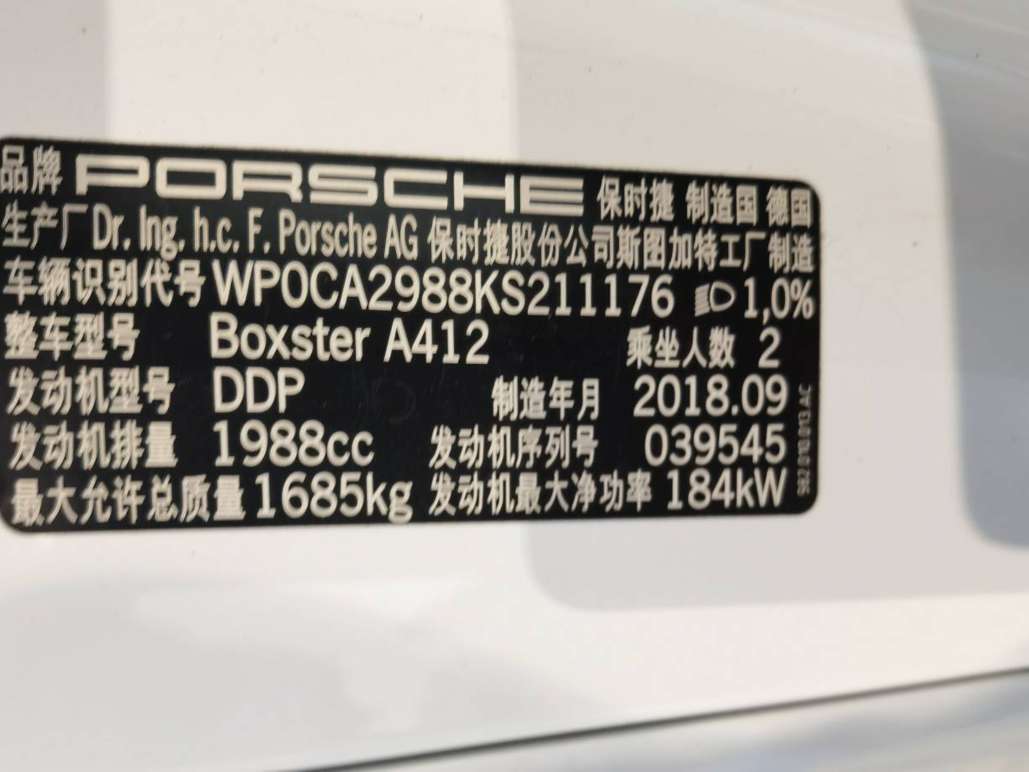 品牌 PORSCHE 保时捷 制造国 德国
生产厂 Dr. Ing. h.c. F. Porsche AG 保时捷股份公司斯图加特工厂制造
车辆识别代号 WP0CA2988KS211176 1,0%
整车型号 Boxster A412 乘坐人数 2
发动机型号 DDP 制造年月 2018.09
发动机排量 1988cc 发动机序列号 039545
最大允许总质量 1685kg 发动机最大净功率 184kW